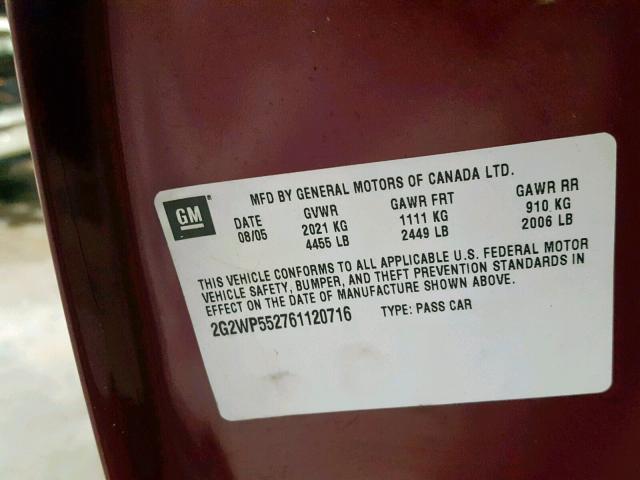 MFD BY GENERAL MOTORS OF CANADA LTD.
GM
DATE GVWR GAWR FRT GAWR RR
08/05 2021 KG 1111 KG 910 KG
4455 LB 2449 LB 2006 LB
THIS VEHICLE CONFORMS TO ALL APPLICABLE U.S. FEDERAL MOTOR
VEHICLE SAFETY, BUMPER, AND THEFT PREVENTION STANDARDS IN
EFFECT ON THE DATE OF MANUFACTURE SHOWN ABOVE.
2G2WP552761120716 TYPE: PASS CAR